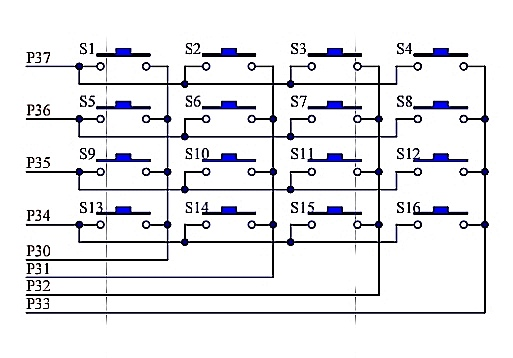 P37 S1 S2 S3 S4
P36 S5 S6 S7 S8
P35 S9 S10 S11 S12
P34 S13 S14 S15 S16
P30
P31
P32
P33